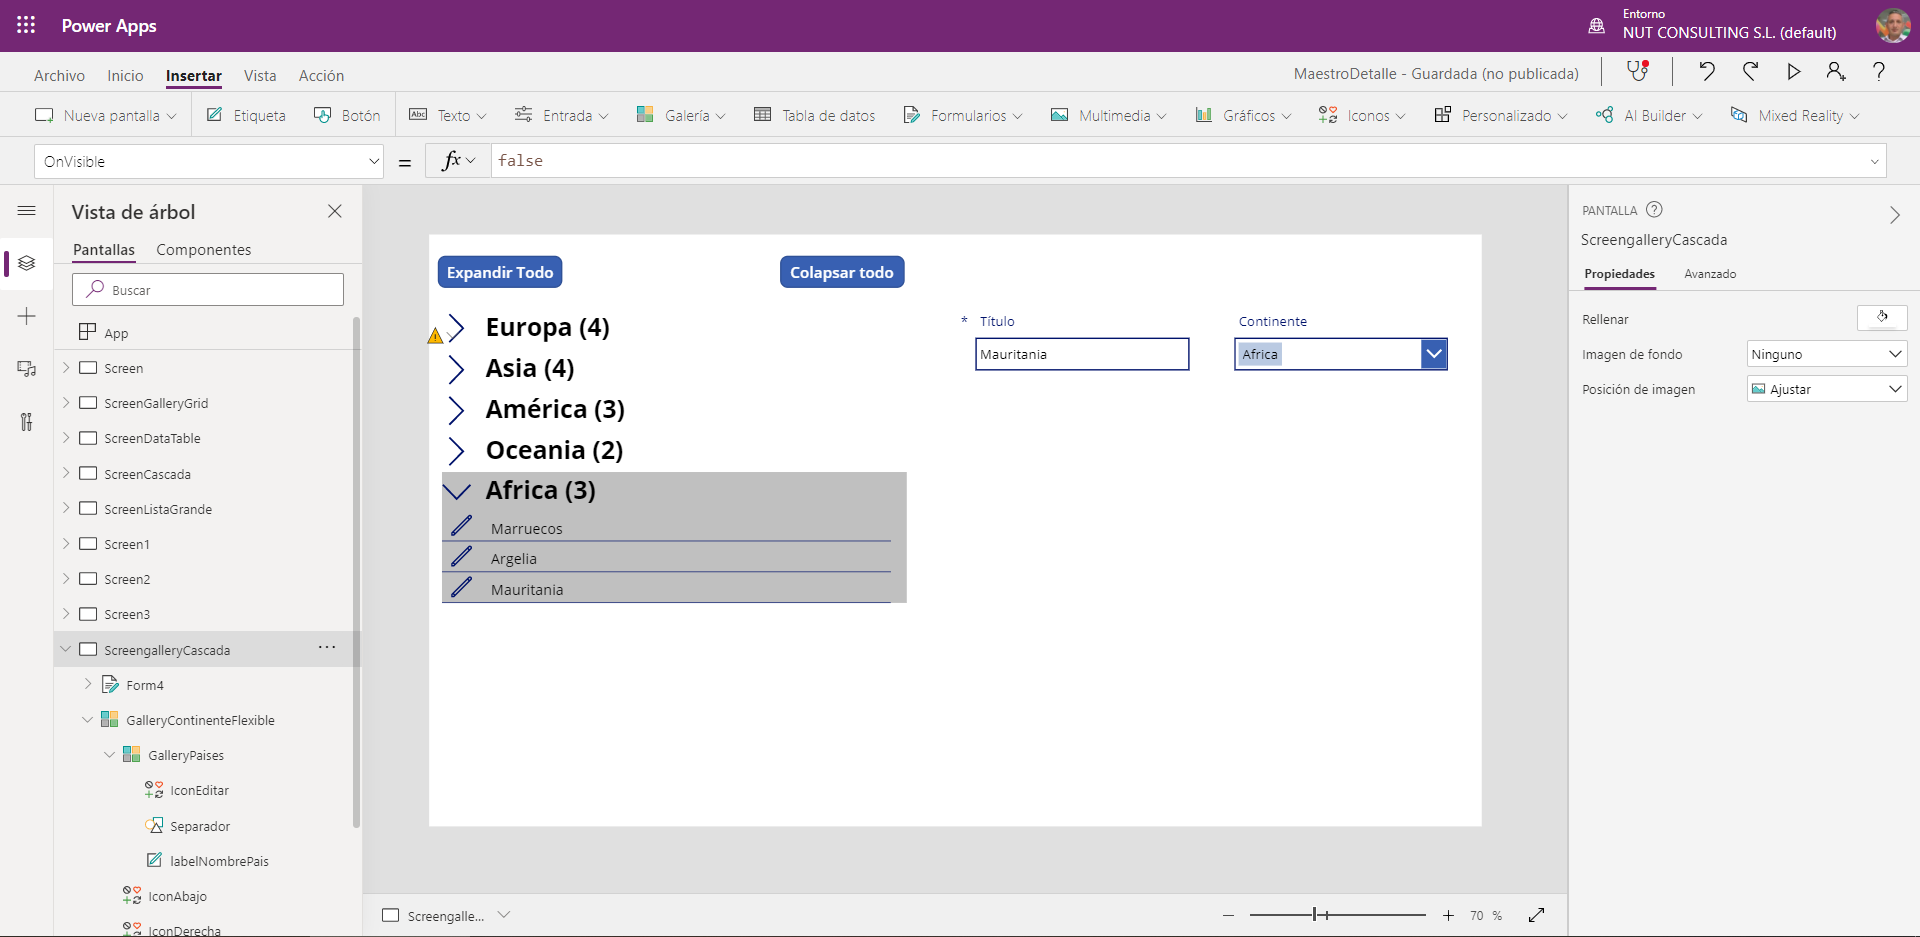 Power Apps
Entorno
NUT CONSULTING S.L. (default)
Archivo Inicio Insertar Vista Acción
MaestroDetalle - Guardada (no publicada)
Nueva pantalla Etiqueta Botón Abc Texto Entrada Galería Tabla de datos Formularios Multimedia Gráficos Iconos Personalizado AI Builder Mixed Reality
OnVisible = fx false
Vista de árbol
Pantallas Componentes
Buscar
App
Screen
ScreenGalleryGrid
ScreenDataTable
ScreenCascada
ScreenListaGrande
Screen1
Screen2
Screen3
ScreengalleryCascada ...
Form4
GalleryContinenteFlexible
GalleryPaises
IconEditar
Separador
labelNombrePais
IconAbajo
IconDerecha
Expandir Todo Colapsar todo
Europa (4)
Asia (4)
América (3)
Oceania (2)
Africa (3)
Marruecos
Argelia
Mauritania
* Título Continente
Mauritania Africa
Screengalle...
70 %
PANTALLA
ScreengalleryCascada
Propiedades Avanzado
Rellenar
Imagen de fondo Ninguno
Posición de imagen Ajustar